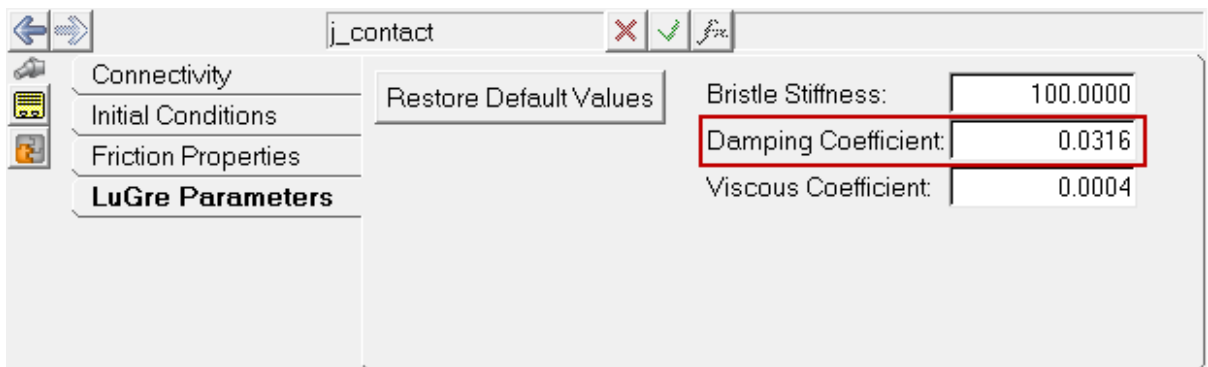 j_contact
fx.
Connectivity
Initial Conditions
Friction Properties
LuGre Parameters
Restore Default Values
Bristle Stiffness: 100.0000
Damping Coefficient: 0.0316
Viscous Coefficient: 0.0004